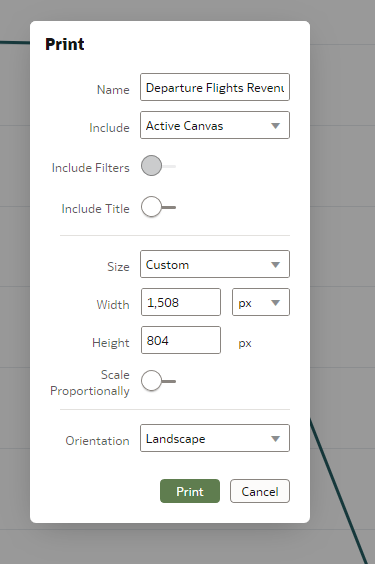 Print
Name
Departure Flights Revenu
Include
Active Canvas
Include Filters
Include Title
Size
Custom
Width
1,508
px
Height
804
px
Scale
Proportionally
Orientation
Landscape
Print
Cancel